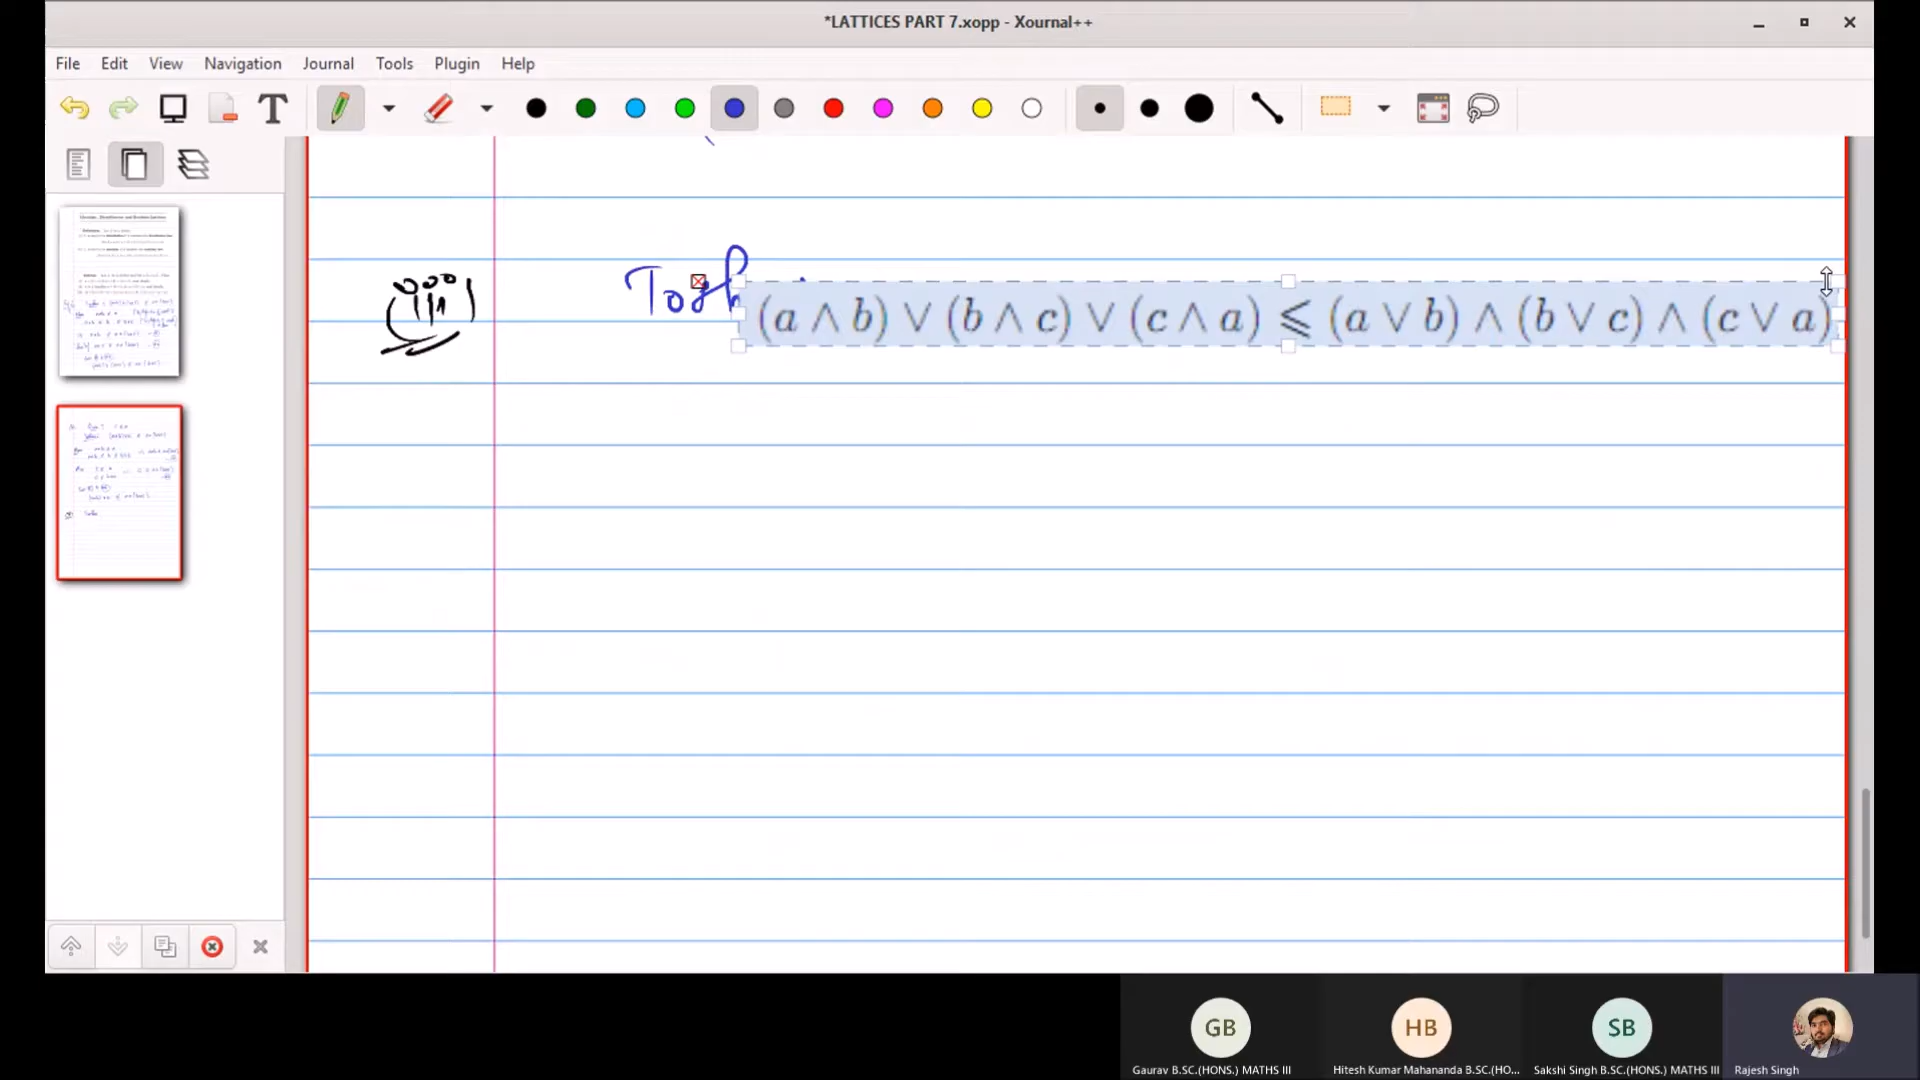 *LATTICES PART 7.xopp - Xournal++
File Edit View Navigation Journal Tools Plugin Help
(iii)
(a ∧ b) ∨ (b ∧ c) ∨ (c ∧ a) ⩽ (a ∨ b) ∧ (b ∨ c) ∧ (c ∨ a)
GB HB SB
Gaurav B.SC.(HONS.) MATHS III Hitesh Kumar Mahananda B.SC.(HO... Sakshi Singh B.SC.(HONS.) MATHS III Rajesh Singh